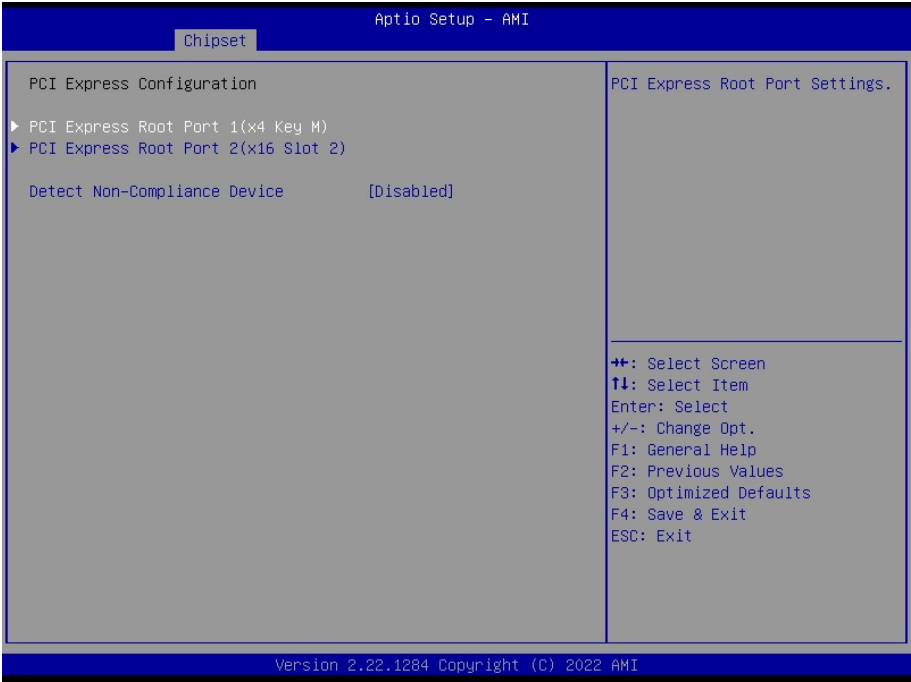 Aptio Setup – AMI
Chipset
PCI Express Configuration
PCI Express Root Port 1(x4 Key M)
PCI Express Root Port 2(x16 Slot 2)
Detect Non-Compliance Device [Disabled]
PCI Express Root Port Settings.
→←: Select Screen
↑↓: Select Item
Enter: Select
+/-: Change Opt.
F1: General Help
F2: Previous Values
F3: Optimized Defaults
F4: Save & Exit
ESC: Exit
Version 2.22.1284 Copyright (C) 2022 AMI